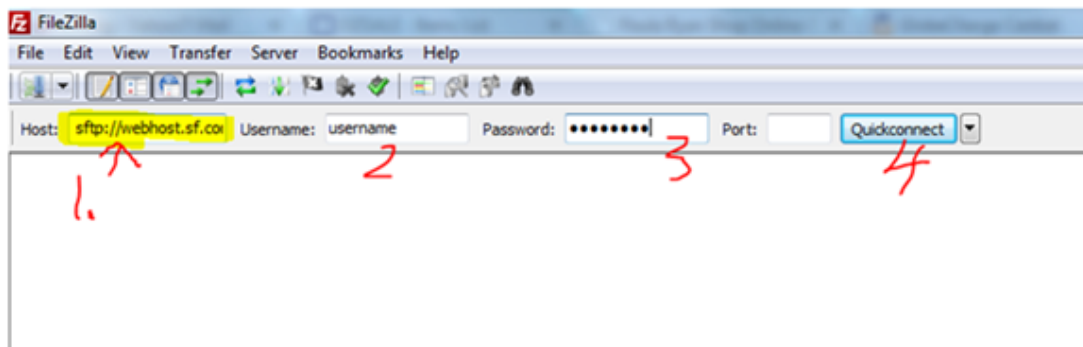 FileZilla
File Edit View Transfer Server Bookmarks Help
Host: sftp://webhost.sf.co Username: username Password: ●●●●●●●● Port: Quickconnect
1. 2 3 4